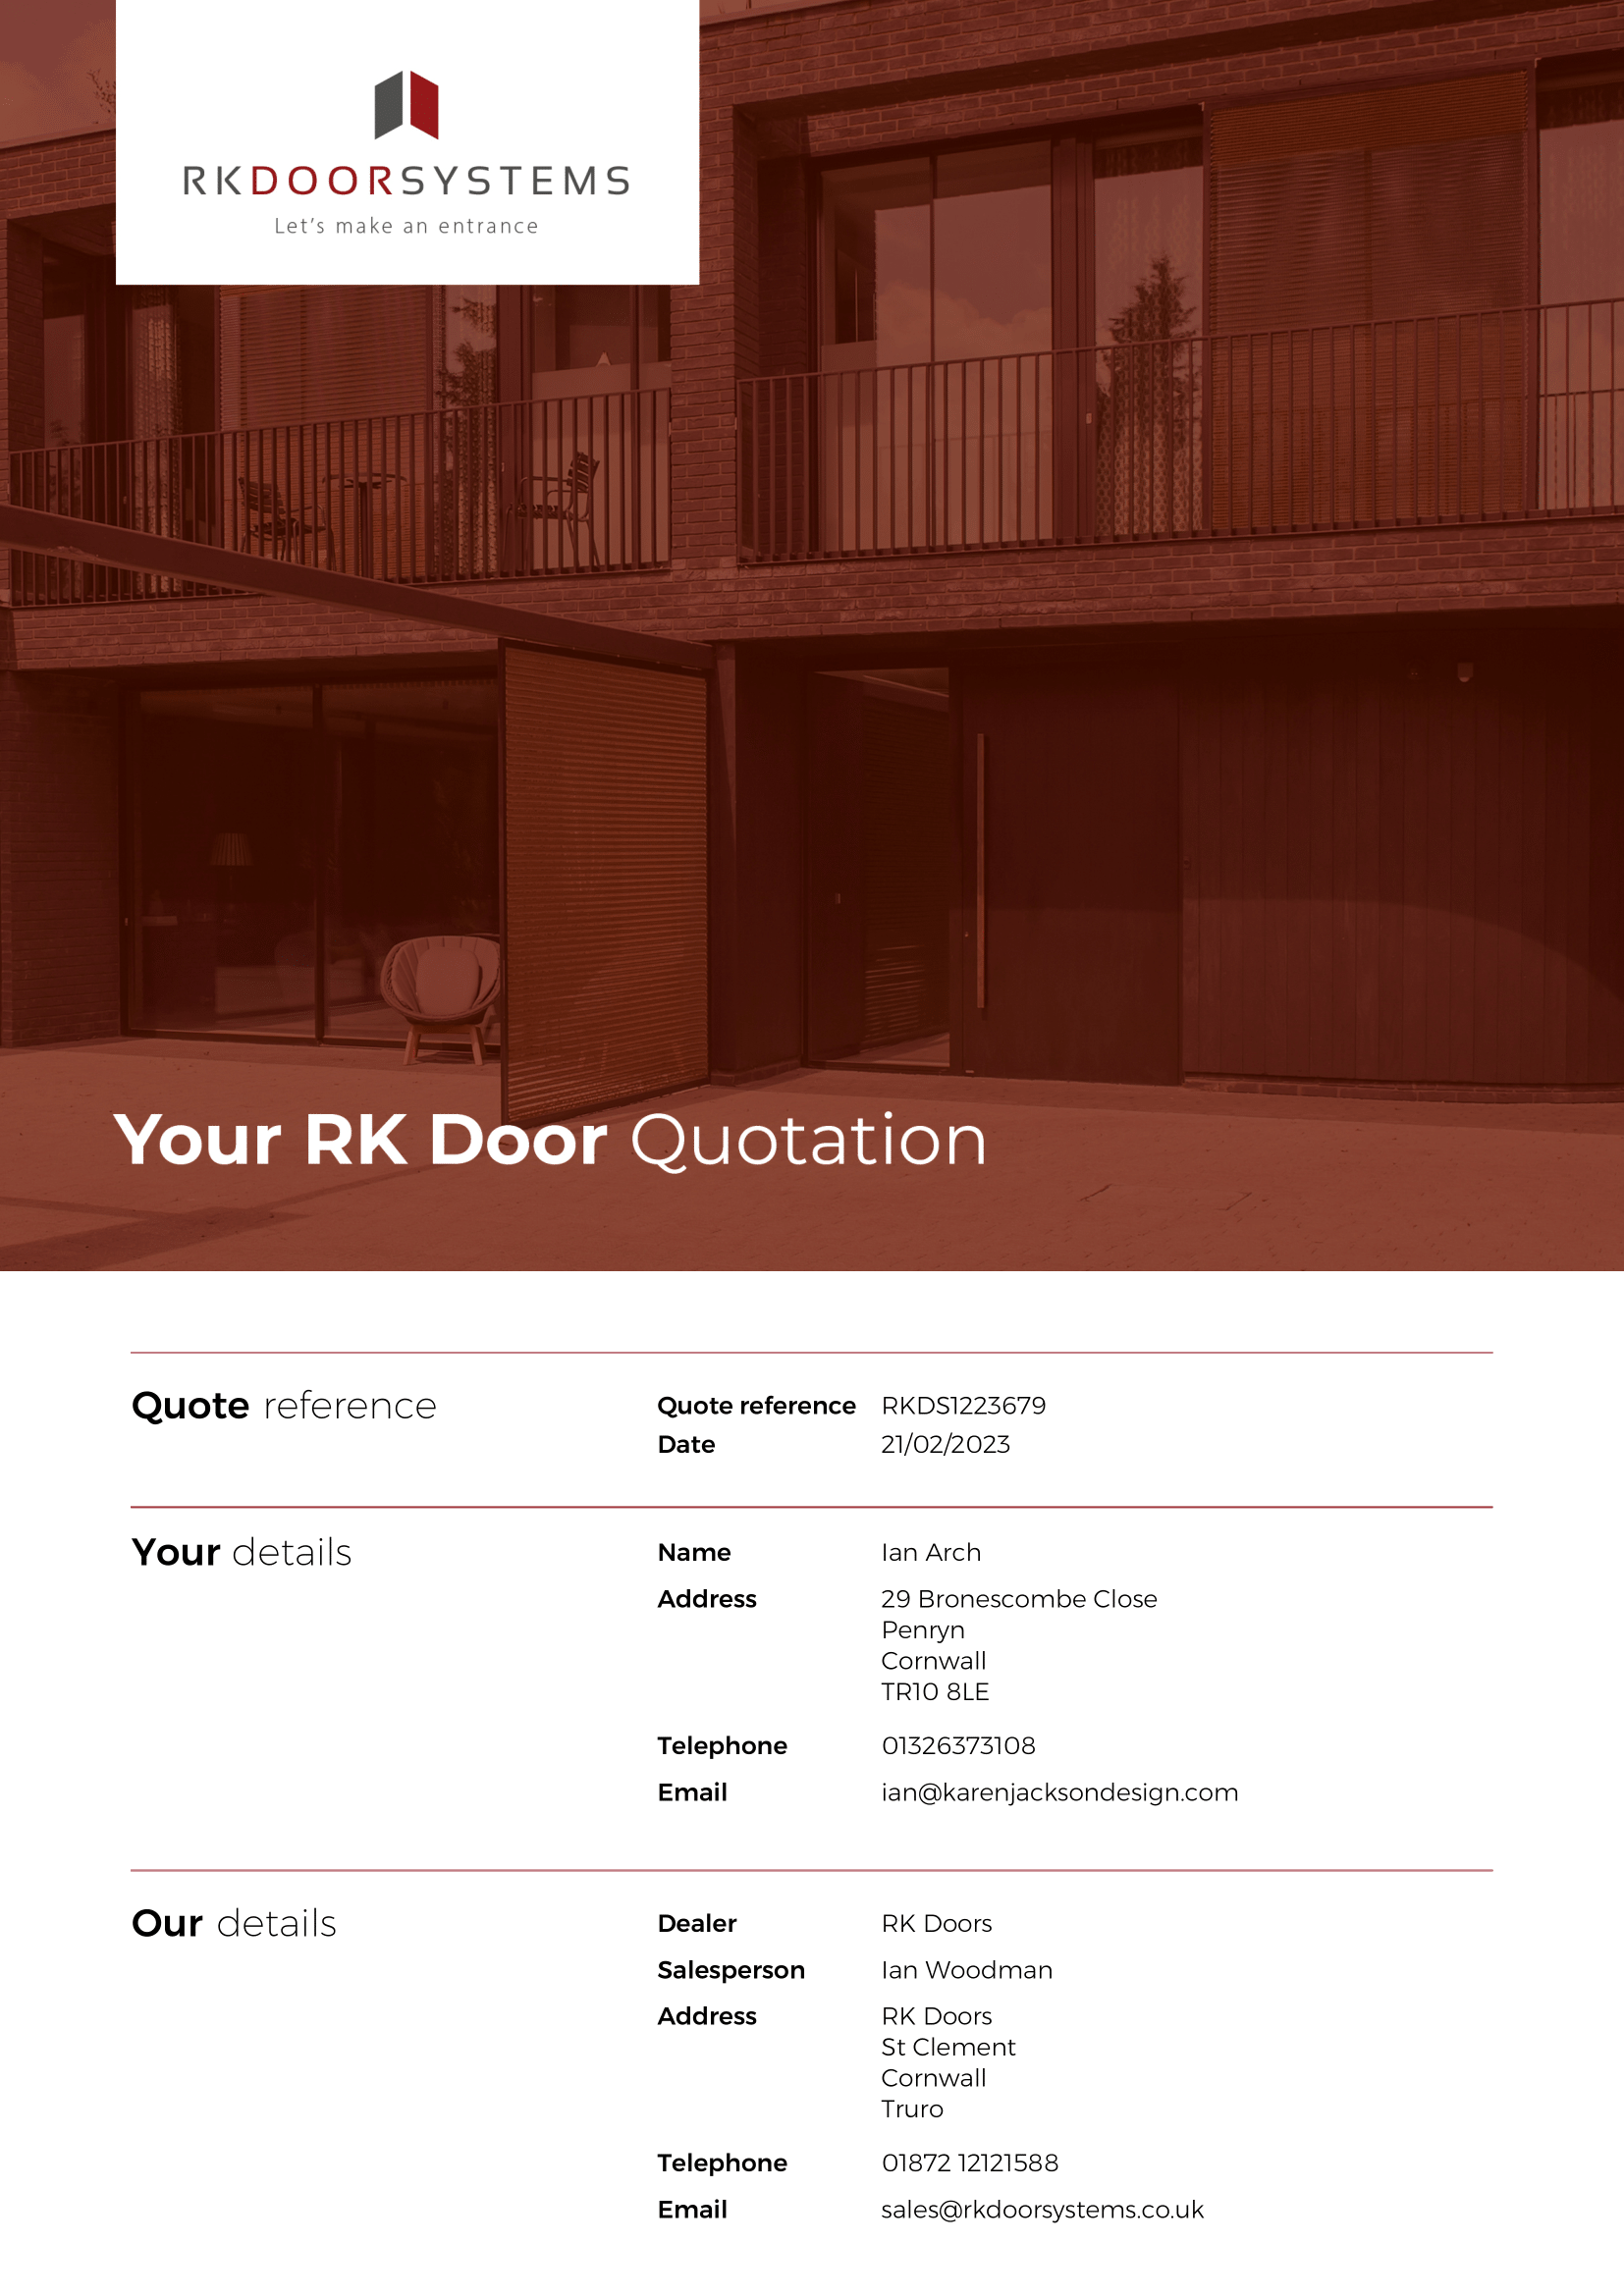 RKDOORSYSTEMS
Let's make an entrance
Your RK Door Quotation
Quote reference
Quote reference RKDS1223679
Date 21/02/2023
Your details
Name Ian Arch
Address 29 Bronescombe Close
Penryn
Cornwall
TR10 8LE
Telephone 01326373108
Email ian@karenjacksondesign.com
Our details
Dealer RK Doors
Salesperson Ian Woodman
Address RK Doors
St Clement
Cornwall
Truro
Telephone 01872 12121588
Email sales@rkdoorsystems.co.uk